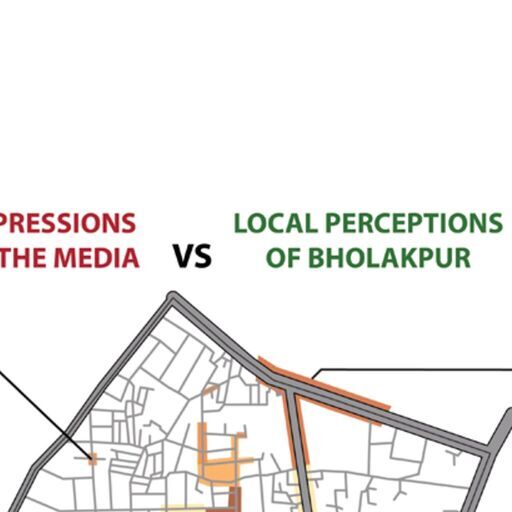 PRESSIONS
THE MEDIA
VS
LOCAL PERCEPTIONS
OF BHOLAKPUR